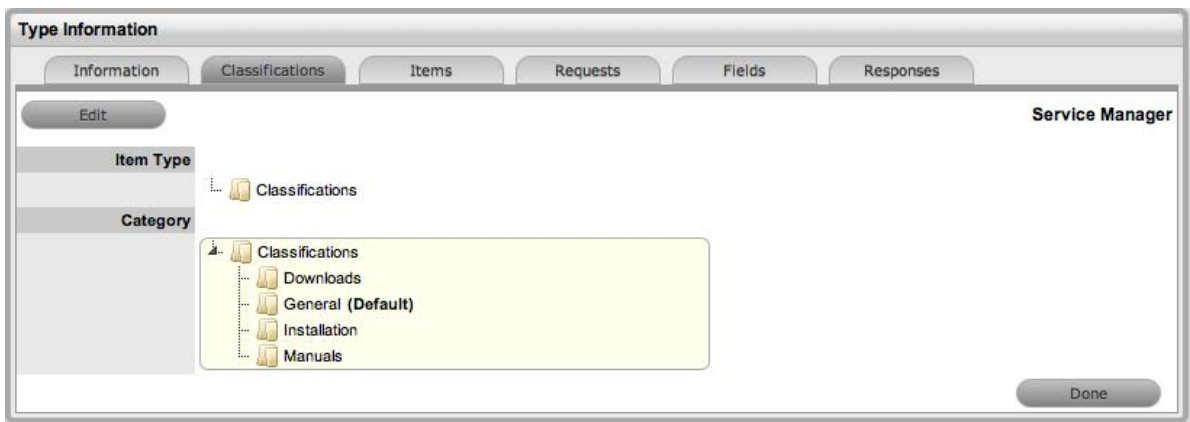 Type Information
Information Classifications Items Requests Fields Responses
Edit Service Manager
Item Type
Classifications
Category
Classifications
Downloads
General (Default)
Installation
Manuals
Done